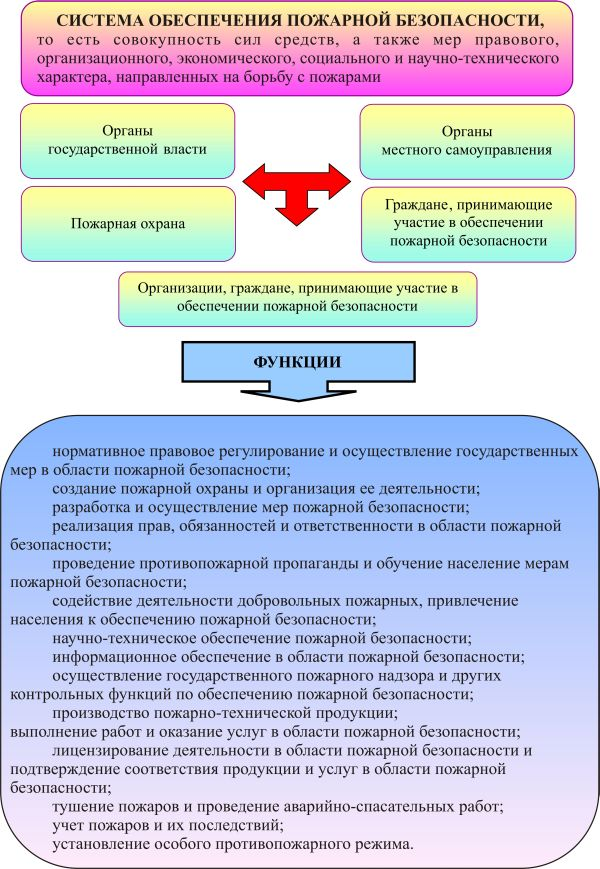 СИСТЕМА ОБЕСПЕЧЕНИЯ ПОЖАРНОЙ БЕЗОПАСНОСТИ,
то есть совокупность сил средств, а также мер правового,
организационного, экономического, социального и научно-технического
характера, направленных на борьбу с пожарами
Органы
государственной власти
Органы
местного самоуправления
Пожарная охрана
Граждане, принимающие
участие в обеспечении
пожарной безопасности
Организации, граждане, принимающие участие в
обеспечении пожарной безопасности
ФУНКЦИИ
нормативное правовое регулирование и осуществление государственных
мер в области пожарной безопасности;
создание пожарной охраны и организация ее деятельности;
разработка и осуществление мер пожарной безопасности;
реализация прав, обязанностей и ответственности в области пожарной
безопасности;
проведение противопожарной пропаганды и обучение население мерам
пожарной безопасности;
содействие деятельности добровольных пожарных, привлечение
населения к обеспечению пожарной безопасности;
научно-техническое обеспечение пожарной безопасности;
информационное обеспечение в области пожарной безопасности;
осуществление государственного пожарного надзора и других
контрольных функций по обеспечению пожарной безопасности;
производство пожарно-технической продукции;
выполнение работ и оказание услуг в области пожарной безопасности;
лицензирование деятельности в области пожарной безопасности и
подтверждение соответствия продукции и услуг в области пожарной
безопасности;
тушение пожаров и проведение аварийно-спасательных работ;
учет пожаров и их последствий;
установление особого противопожарного режима.